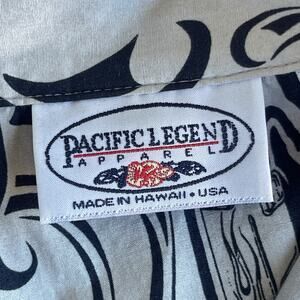 PACIFIC LEGEND
APPAREL
MADE IN HAWAII • USA